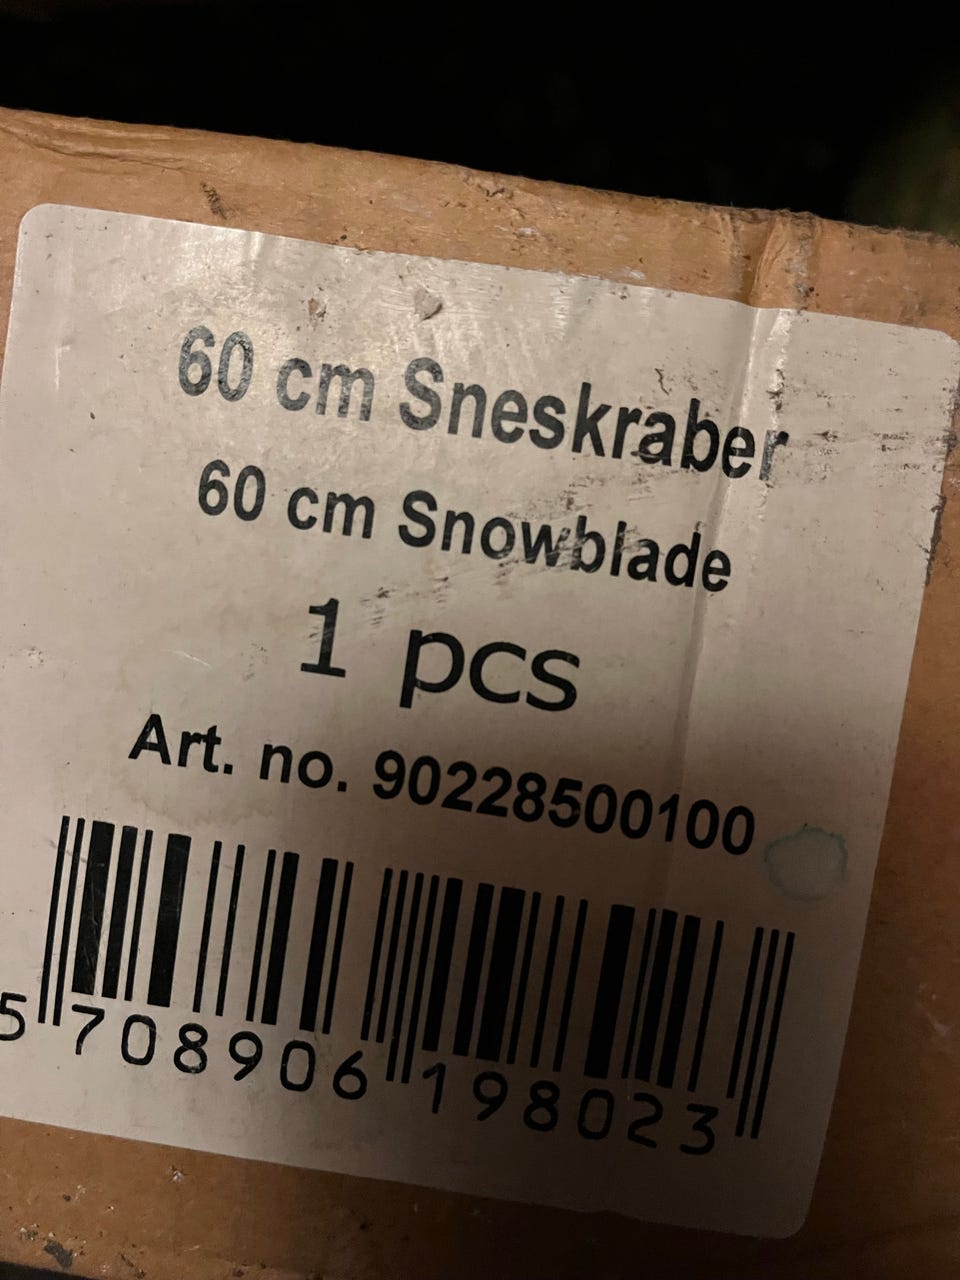 60 cm Sneskraber
60 cm Snowblade
1 pcs
Art. no. 90228500100
5 708906 198023